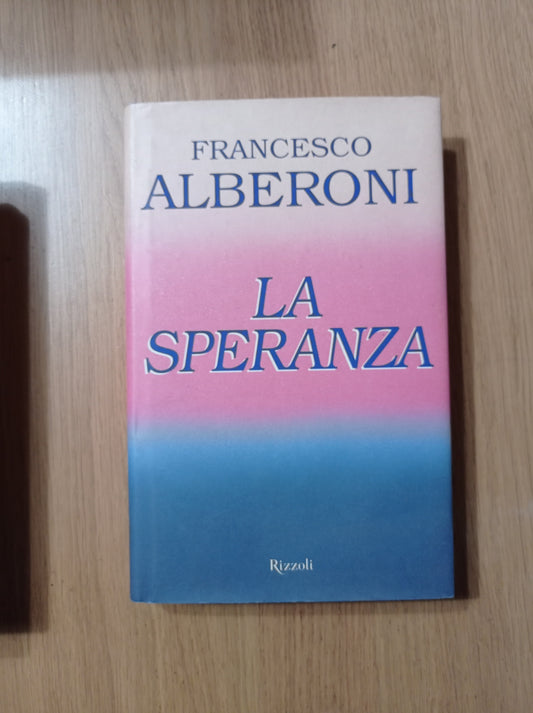 FRANCESCO
ALBERONI
LA
SPERANZA
Rizzoli